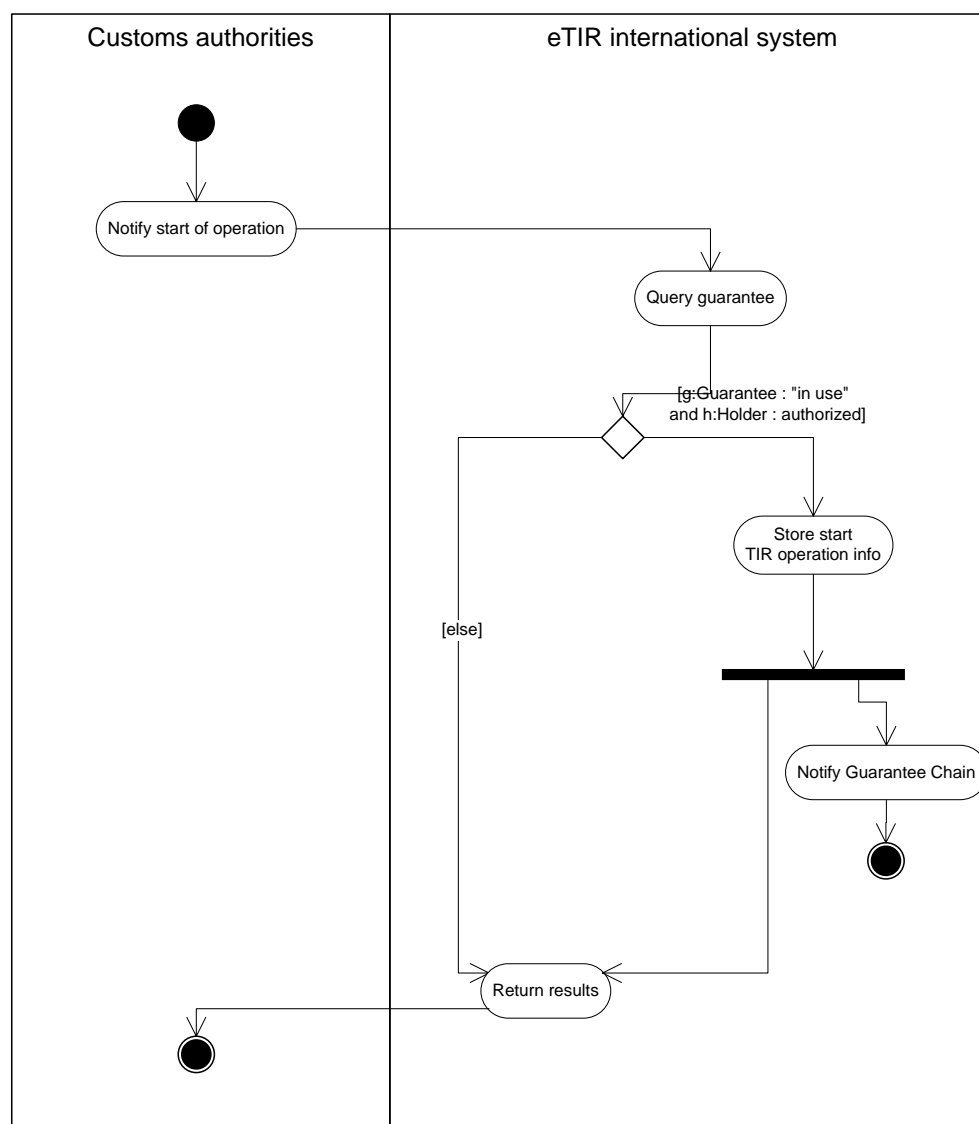 Customs authorities
eTIR international system
Notify start of operation
Query guarantee
[g:Guarantee : "in use"
and h:Holder : authorized]
Store start
TIR operation info
[else]
Notify Guarantee Chain
Return results